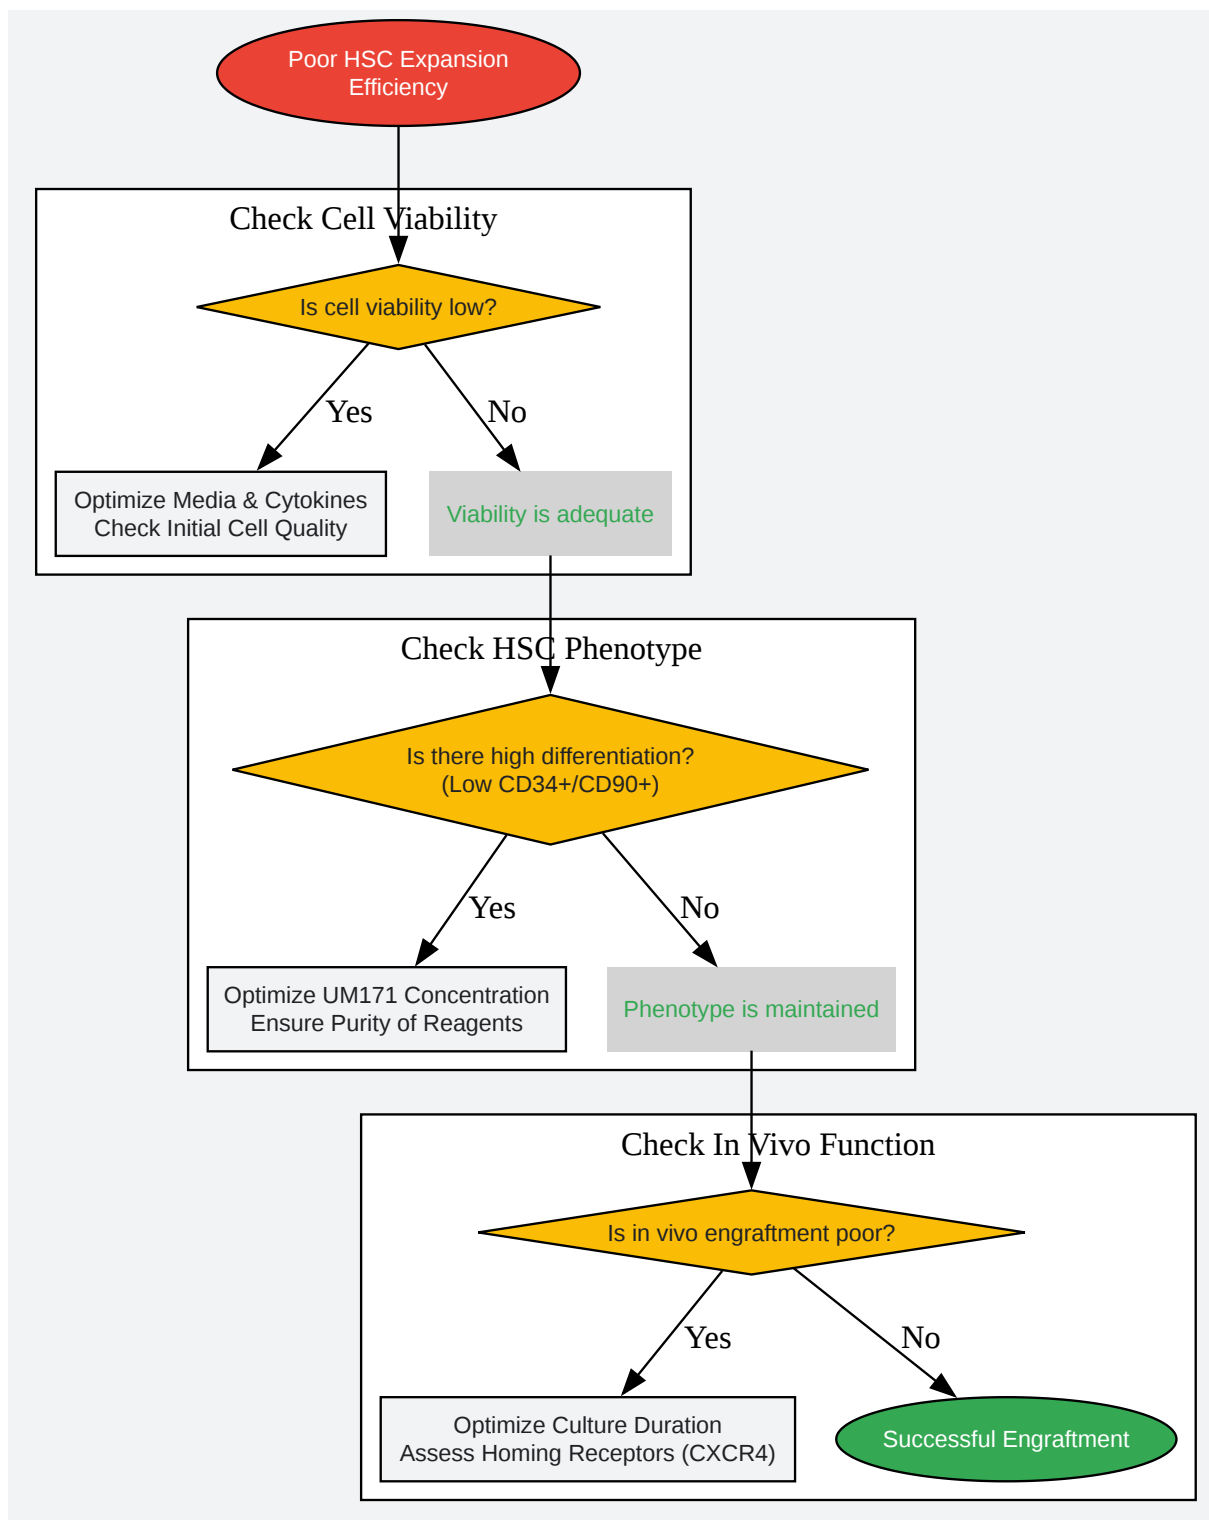 Poor HSC Expansion
Efficiency
Check Cell Viability
Is cell viability low?
Yes
No
Optimize Media & Cytokines
Check Initial Cell Quality
Viability is adequate
Check HSC Phenotype
Is there high differentiation?
(Low CD34+/CD90+)
Yes
No
Optimize UM171 Concentration
Ensure Purity of Reagents
Phenotype is maintained
Check In Vivo Function
Is in vivo engraftment poor?
Yes
No
Optimize Culture Duration
Assess Homing Receptors (CXCR4)
Successful Engraftment